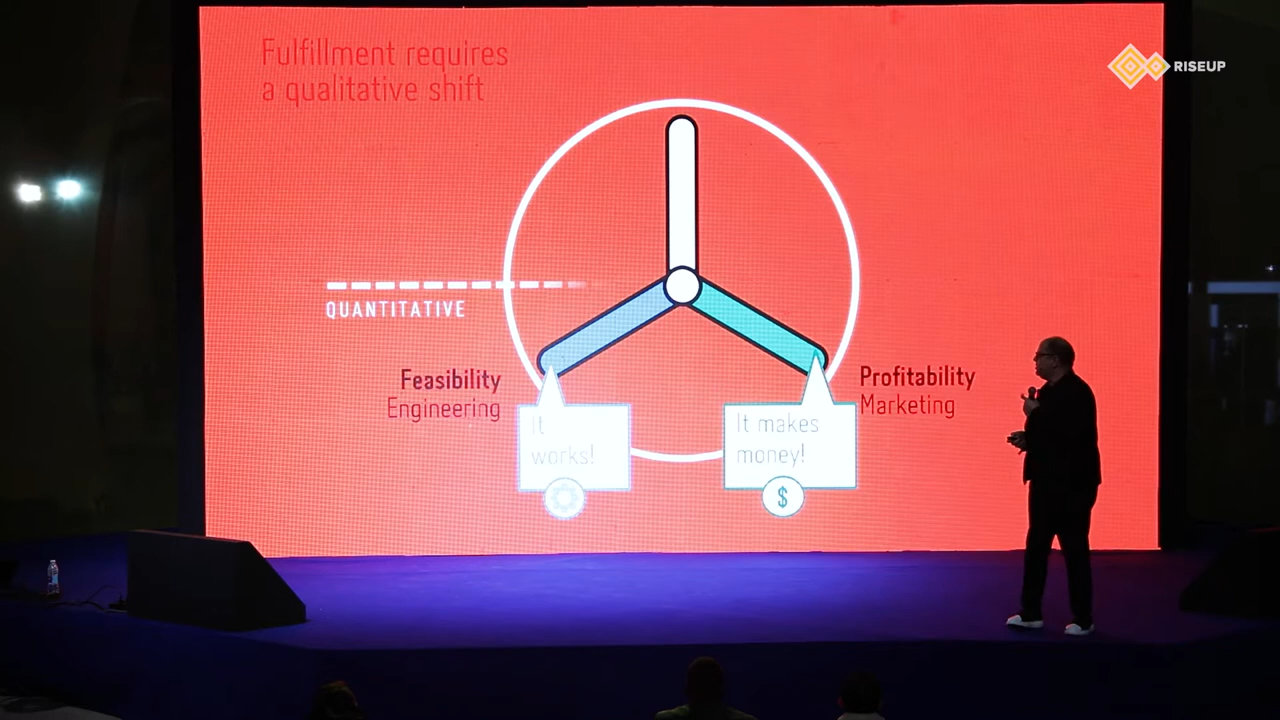 Fulfillment requires
a qualitative shift
RISEUP
QUANTITATIVE
Feasibility
Engineering
Profitability
Marketing
It
works!
It makes
money!
$